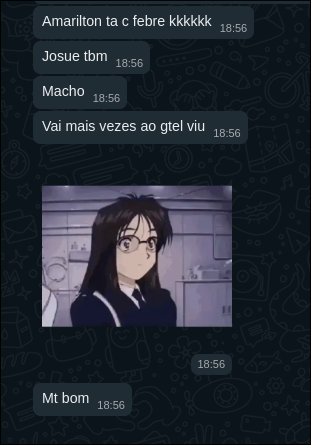 Amarilton ta c febre kkkkkk 18:56
Josue tbm 18:56
Macho 18:56
Vai mais vezes ao gtel viu 18:56
18:56
Mt bom 18:56